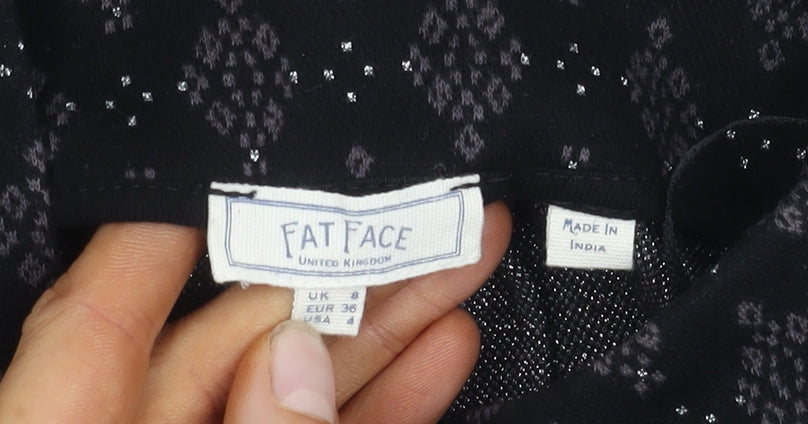 FAT FACE
UNITED KINGDOM
UK 8
EUR 36
USA 4
MADE IN
INDIA